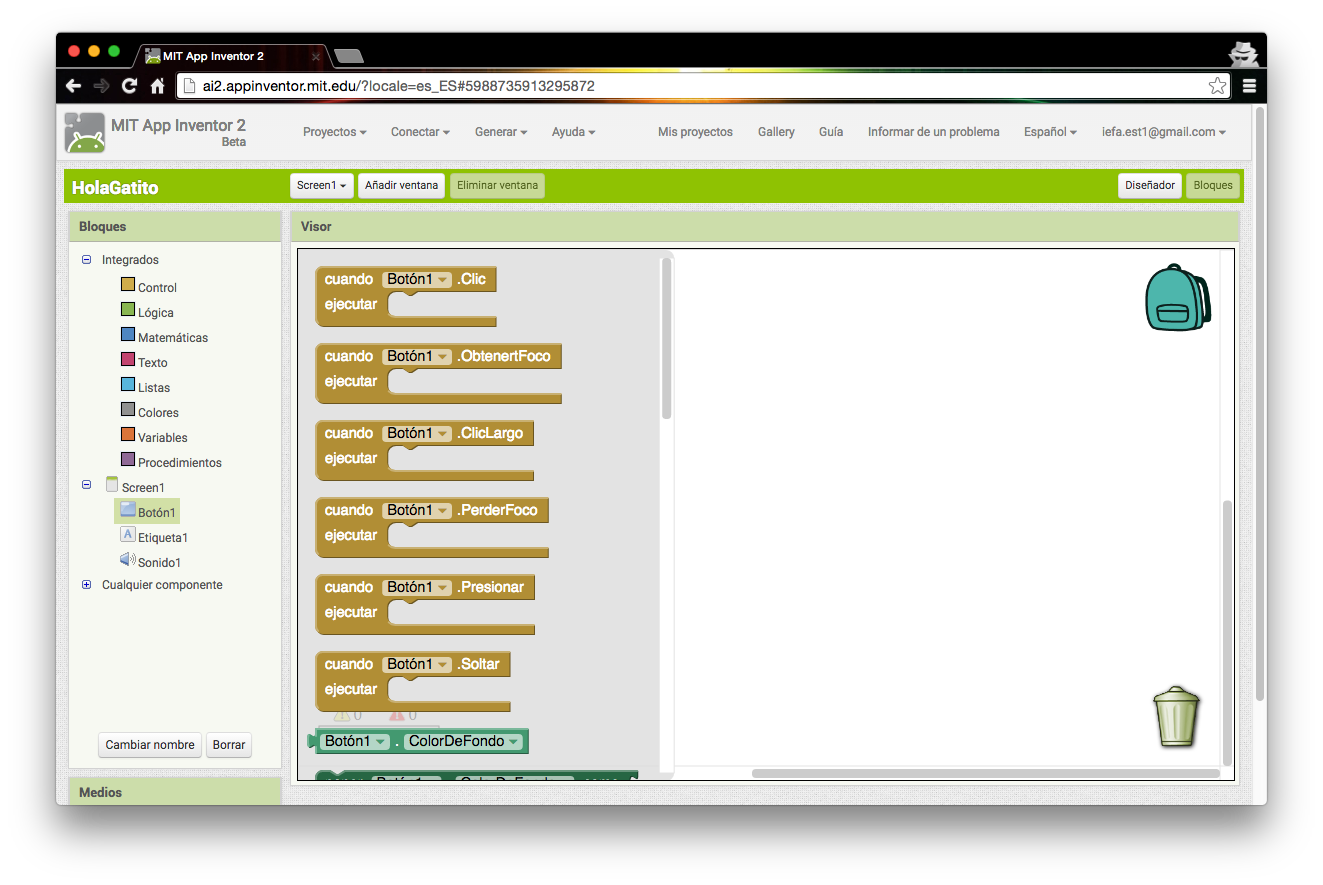 MIT App Inventor 2
ai2.appinventor.mit.edu/?locale=es_ES#5988735913295872
MIT App Inventor 2
Beta
Proyectos Conectar Generar Ayuda Mis proyectos Gallery Guía Informar de un problema Español iefa.est1@gmail.com
HolaGatito Screen1 Añadir ventana Eliminar ventana Diseñador Bloques
Bloques
Integrados
Control
Lógica
Matemáticas
Texto
Listas
Colores
Variables
Procedimientos
Screen1
Botón1
Etiqueta1
Sonido1
Cualquier componente
Cambiar nombre Borrar
Medios
Visor
cuando Botón1 .Clic
ejecutar
cuando Botón1 .ObtenertFoco
ejecutar
cuando Botón1 .ClicLargo
ejecutar
cuando Botón1 .PerderFoco
ejecutar
cuando Botón1 .Presionar
ejecutar
cuando Botón1 .Soltar
ejecutar
0 0
Botón1 . ColorDeFondo